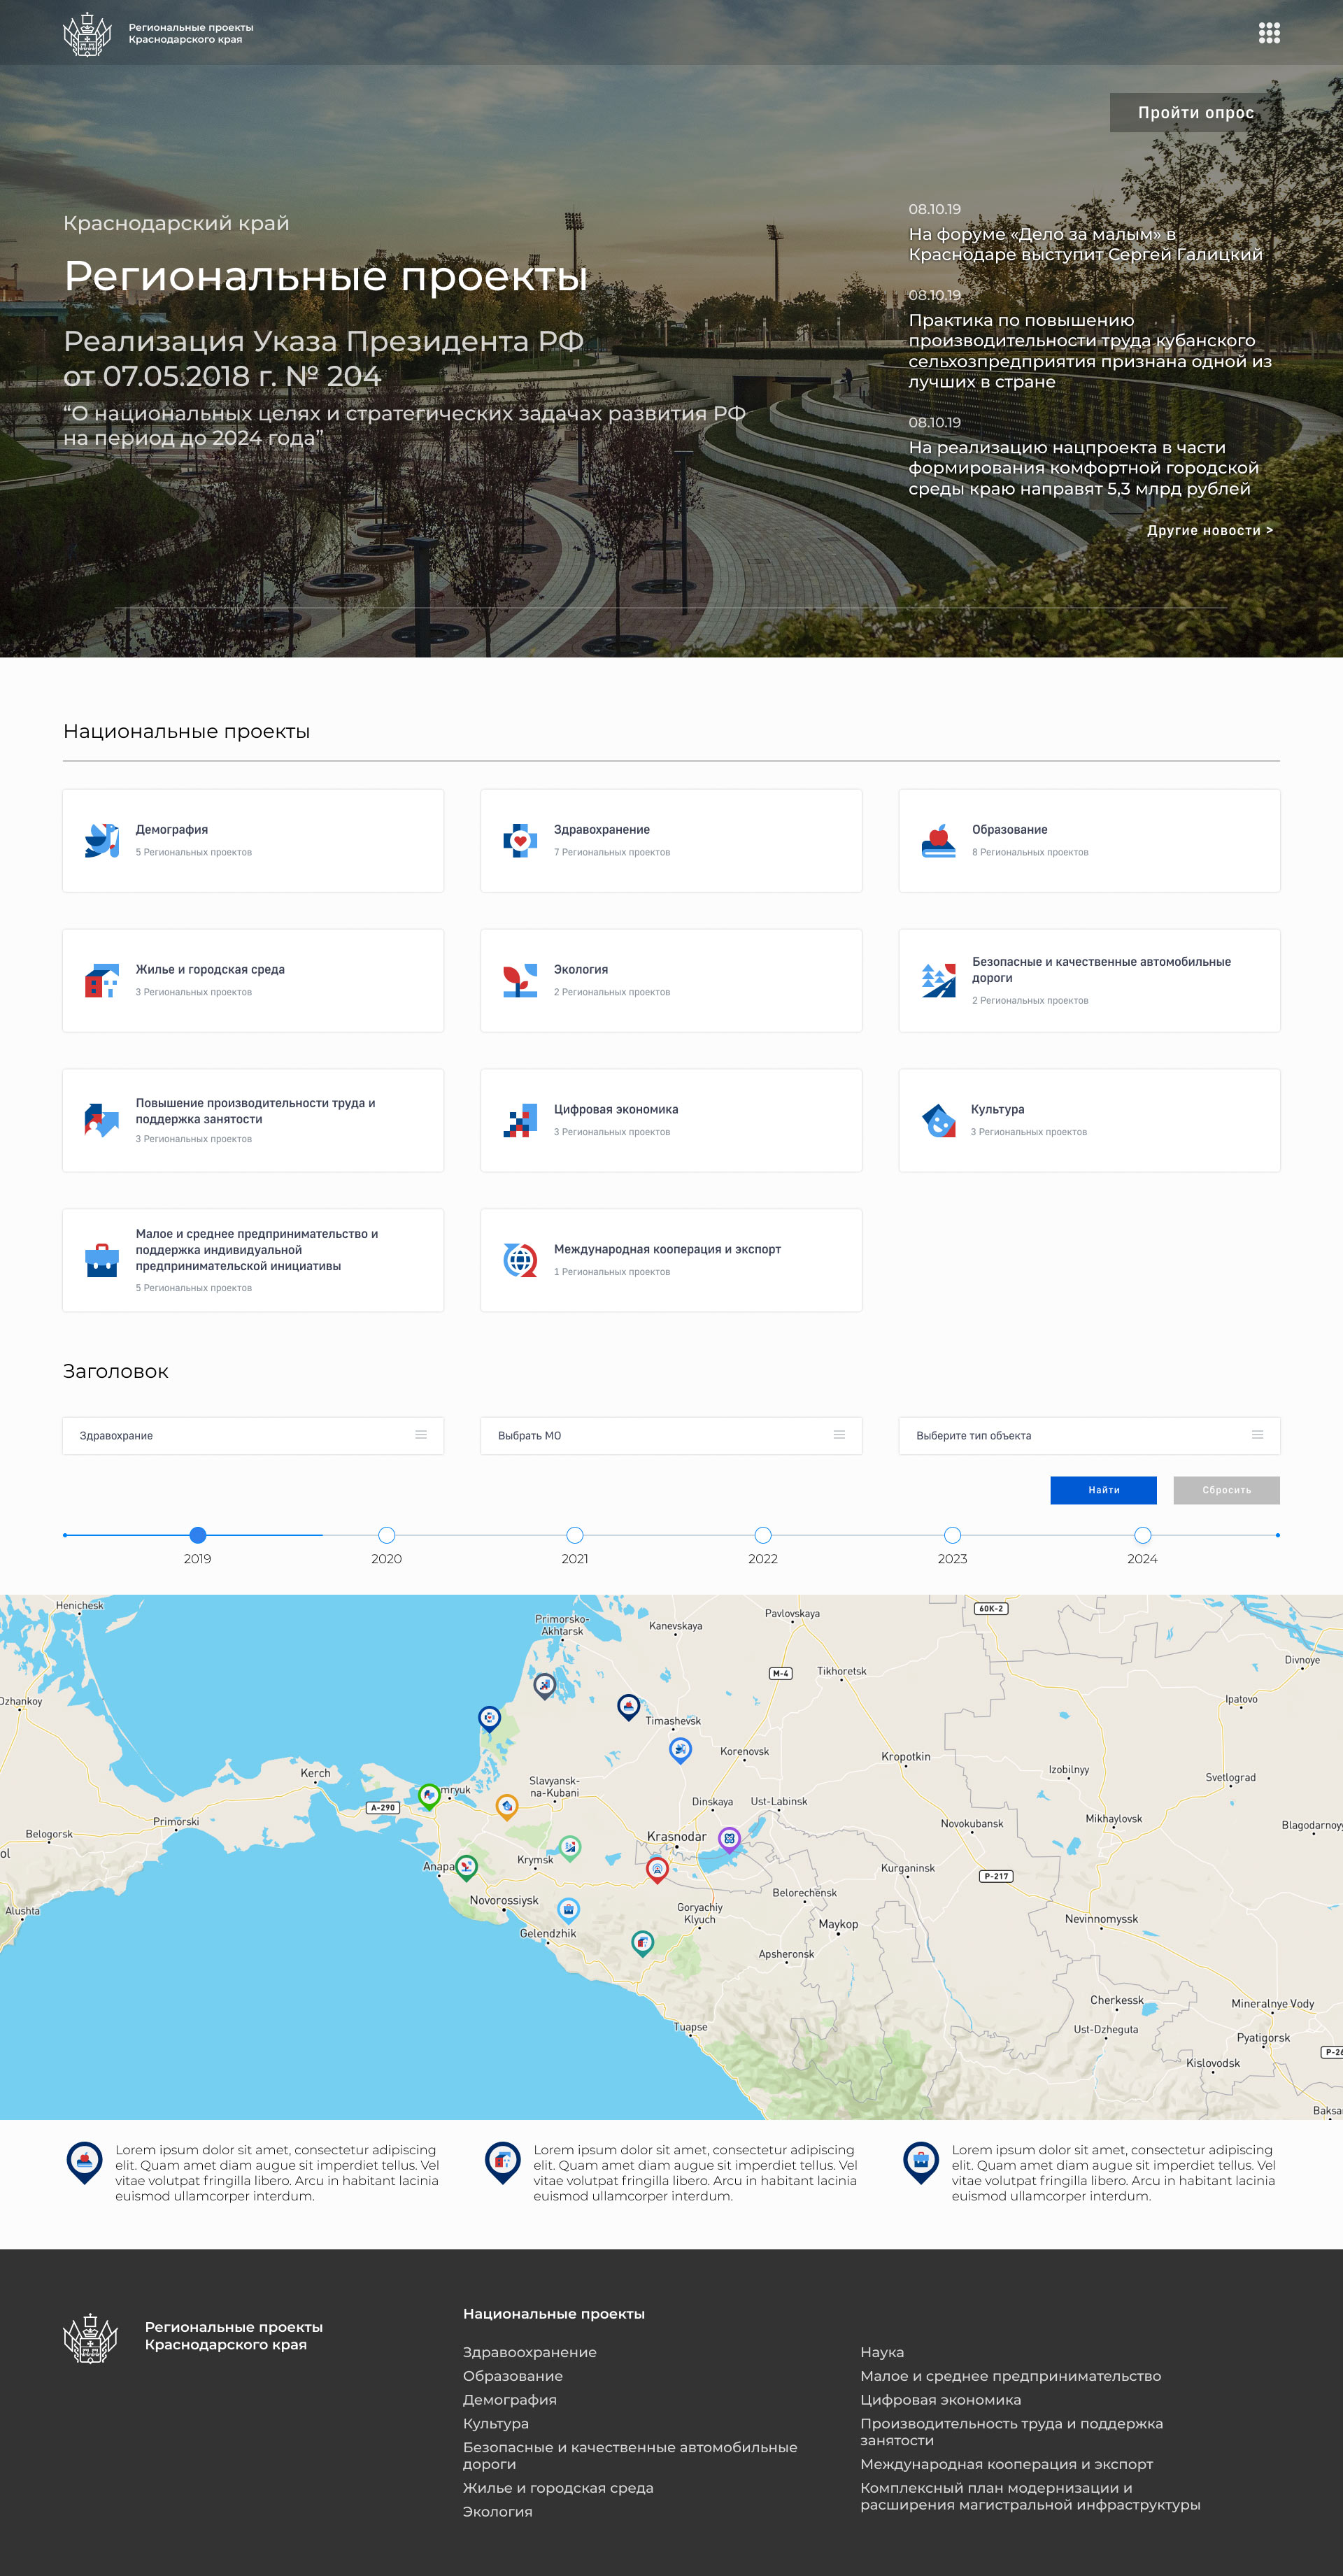 Региональные проекты
Краснодарского края
Пройти опрос
Краснодарский край
Региональные проекты
Реализация Указа Президента РФ
от 07.05.2018 г. № 204
“О национальных целях и стратегических задачах развития РФ
на период до 2024 года”
08.10.19
На форуме «Дело за малым» в
Краснодаре выступит Сергей Галицкий
08.10.19
Практика по повышению
производительности труда кубанского
сельхозпредприятия признана одной из
лучших в стране
08.10.19
На реализацию нацпроекта в части
формирования комфортной городской
среды краю направят 5,3 млрд рублей
Другие новости >
Национальные проекты
Демография
5 Региональных проектов
Здравохранение
7 Региональных проектов
Образование
8 Региональных проектов
Жилье и городская среда
3 Региональных проектов
Экология
2 Региональных проектов
Безопасные и качественные автомобильные
дороги
2 Региональных проектов
Повышение производительности труда и
поддержка занятости
3 Региональных проектов
Цифровая экономика
3 Региональных проектов
Культура
3 Региональных проектов
Малое и среднее предпринимательство и
поддержка индивидуальной
предпринимательской инициативы
5 Региональных проектов
Международная кооперация и экспорт
1 Региональных проектов
Заголовок
Здравохрание
Выбрать МО
Выберите тип объекта
Найти
Сбросить
2019
2020
2021
2022
2023
2024
Henichesk
Primorsko-
Akhtarsk
Kanevskaya
Pavlovskaya
60K-2
M-4
Tikhoretsk
Divnoye
Dzhankoy
Ipatovo
Timashevsk
Korenovsk
Kropotkin
Kerch
Izobilnyy
Svetlograd
Slavyansk-
na-Kubani
mryuk
A-290
Dinskaya
Ust-Labinsk
Primorski
Novokubansk
Mikhaylovsk
Blagodarnoy
Belogorsk
Krasnodar
ol
Krymsk
Anapa
Kurganinsk
P-217
Novorossiysk
Belorechensk
Goryachiy
Klyuch
Alushta
Gelendzhik
Maykop
Nevinnomyssk
Apsheronsk
Cherkessk
Mineralnye Vody
Tuapse
Ust-Dzheguta
Pyatigorsk
P-26
Kislovodsk
Baksa
Lorem ipsum dolor sit amet, consectetur adipiscing
elit. Quam amet diam augue sit imperdiet tellus. Vel
vitae volutpat fringilla libero. Arcu in habitant lacinia
euismod ullamcorper interdum.
Lorem ipsum dolor sit amet, consectetur adipiscing
elit. Quam amet diam augue sit imperdiet tellus. Vel
vitae volutpat fringilla libero. Arcu in habitant lacinia
euismod ullamcorper interdum.
Lorem ipsum dolor sit amet, consectetur adipiscing
elit. Quam amet diam augue sit imperdiet tellus. Vel
vitae volutpat fringilla libero. Arcu in habitant lacinia
euismod ullamcorper interdum.
Региональные проекты
Краснодарского края
Национальные проекты
Здравоохранение
Образование
Демография
Культура
Безопасные и качественные автомобильные
дороги
Жилье и городская среда
Экология
Наука
Малое и среднее предпринимательство
Цифровая экономика
Производительность труда и поддержка
занятости
Международная кооперация и экспорт
Комплексный план модернизации и
расширения магистральной инфраструктуры